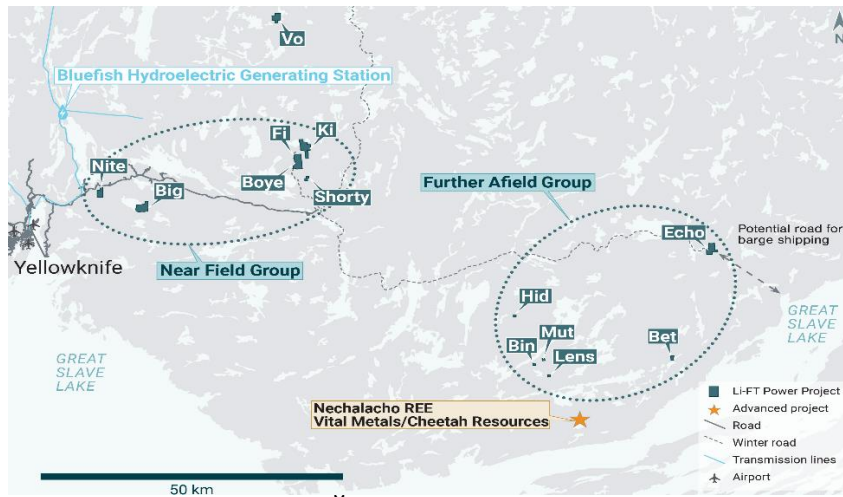 Vo
N
Bluefish Hydroelectric Generating Station
Fi
Ki
Nite
Boye
Big
Shorty
Further Afield Group
Echo
Potential road for
barge shipping
Yellowknife
Near Field Group
Hid
GREAT
SLAVE
LAKE
Mut
Bin
Lens
Bet
GREAT
SLAVE
LAKE
Nechalacho REE
Vital Metals/Cheetah Resources
Li-FT Power Project
Advanced project
Road
Winter road
Transmission lines
Airport
50 km